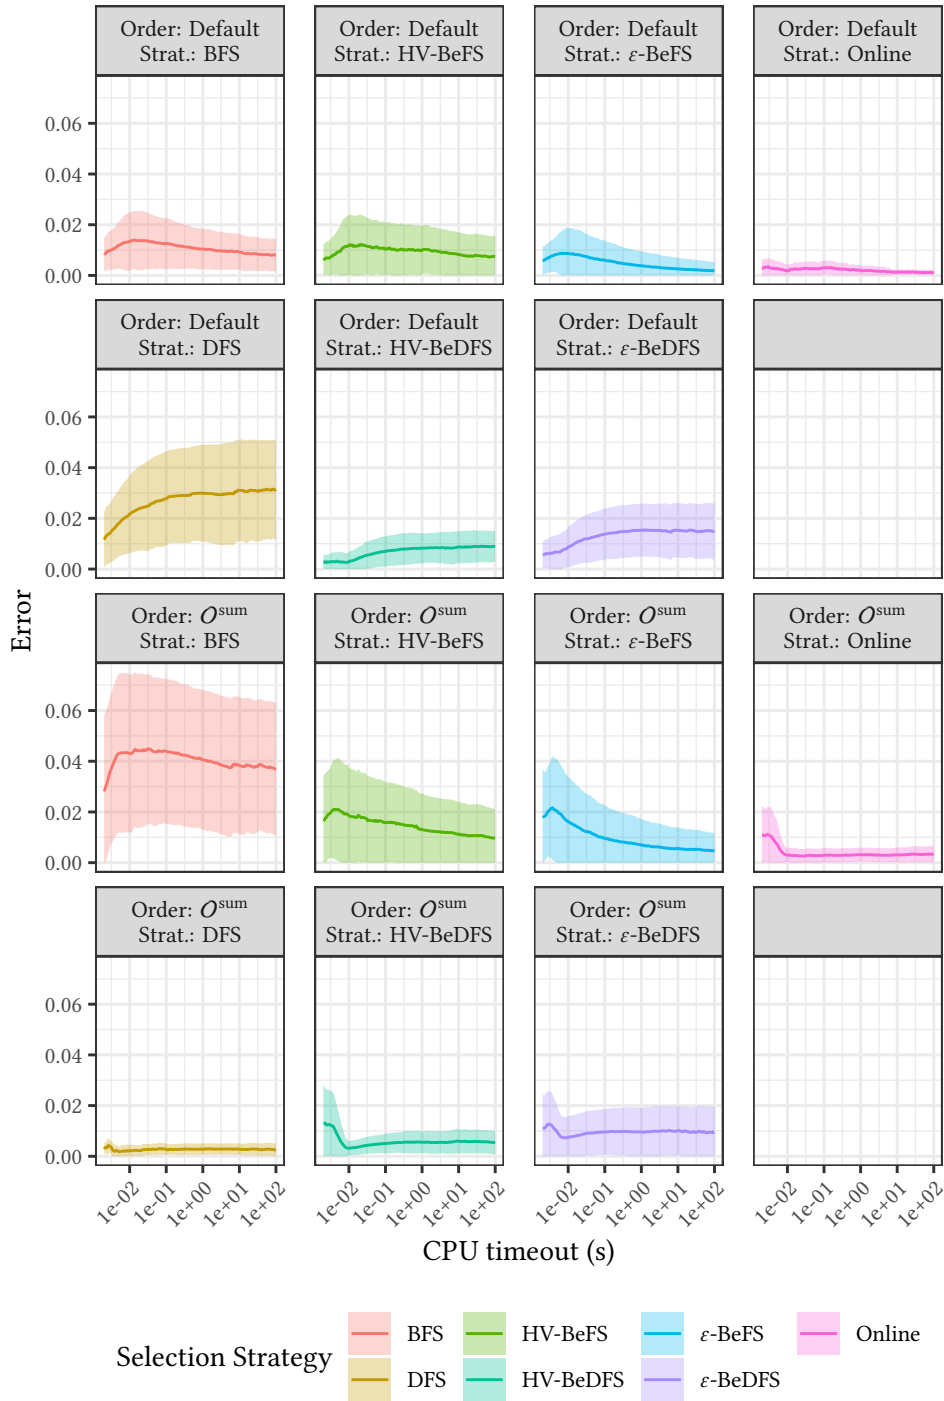 Order: Default
Strat.: BFS
Order: Default
Strat.: HV-BeFS
Order: Default
Strat.: ε-BeFS
Order: Default
Strat.: Online
0.06
0.04
0.02
0.00
Order: Default
Strat.: DFS
Order: Default
Strat.: HV-BeDFS
Order: Default
Strat.: ε-BeDFS
0.06
0.04
0.02
0.00
Error
Order: 𝒪sum
Strat.: BFS
Order: 𝒪sum
Strat.: HV-BeFS
Order: 𝒪sum
Strat.: ε-BeFS
Order: 𝒪sum
Strat.: Online
0.06
0.04
0.02
0.00
Order: 𝒪sum
Strat.: DFS
Order: 𝒪sum
Strat.: HV-BeDFS
Order: 𝒪sum
Strat.: ε-BeDFS
0.06
0.04
0.02
0.00
1e-02 1e-01 1e+00 1e+01 1e+02 1e-02 1e-01 1e+00 1e+01 1e+02 1e-02 1e-01 1e+00 1e+01 1e+02 1e-02 1e-01 1e+00 1e+01 1e+02
CPU timeout (s)
Selection Strategy
BFS HV-BeFS ε-BeFS Online
DFS HV-BeDFS ε-BeDFS